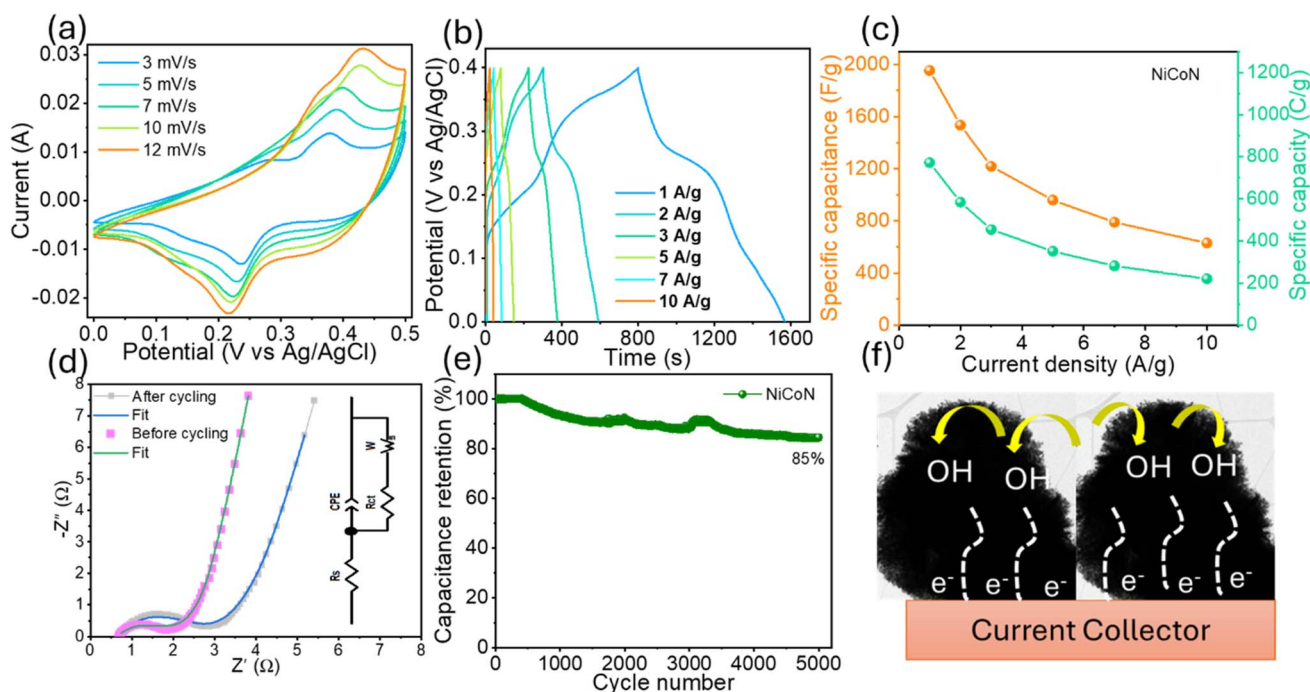 (a)
Current (A)
0.03
0.02
0.01
0.00
-0.01
-0.02
3 mV/s
5 mV/s
7 mV/s
10 mV/s
12 mV/s
0.0 0.1 0.2 0.3 0.4 0.5
Potential (V vs Ag/AgCl)
(b)
Potential (V vs Ag/AgCl)
0.4
0.3
0.2
0.1
0.0
1 A/g
2 A/g
3 A/g
5 A/g
7 A/g
10 A/g
0 400 800 1200 1600
Time (s)
(c)
Specific capacitance (F/g)
2000
1600
1200
800
400
0
NiCoN
1200
1000
800
600
400
200
0
Specific capacity (C/g)
0 2 4 6 8 10
Current density (A/g)
(d)
-Z" (Ω)
8
7
6
5
4
3
2
1
0
After cycling
Fit
Before cycling
Fit
W
Ws
CPE
Rct
Rs
0 1 2 3 4 5 6 7 8
Z' (Ω)
(e)
Capacitance retention (%)
100
80
60
40
20
0
NiCoN
85%
0 1000 2000 3000 4000 5000
Cycle number
(f)
OH OH OH OH
e- e- e- e- e-
Current Collector